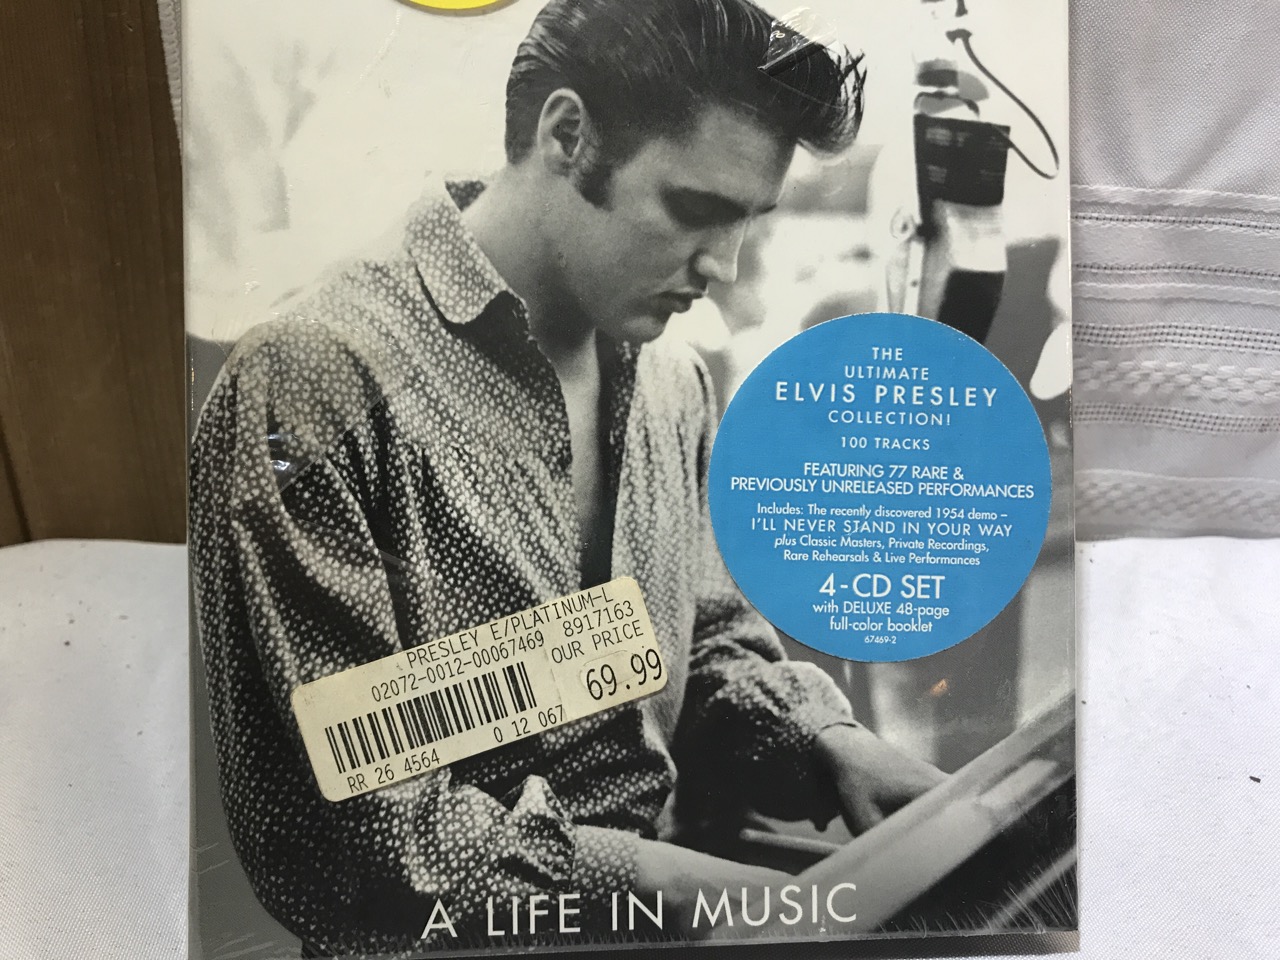 THE
ULTIMATE
ELVIS PRESLEY
COLLECTION!
100 TRACKS
FEATURING 77 RARE &
PREVIOUSLY UNRELEASED PERFORMANCES
Includes: The recently discovered 1954 demo –
I'LL NEVER STAND IN YOUR WAY
plus Classic Masters, Private Recordings,
Rare Rehearsals & Live Performances
4-CD SET
with DELUXE 48-page
full-color booklet
67469-2
PRESLEY E/PLATINUM-L
02072-0012-00067469 8917163
OUR PRICE
69.99
0 12 067
RR 26 4564
A LIFE IN MUSIC